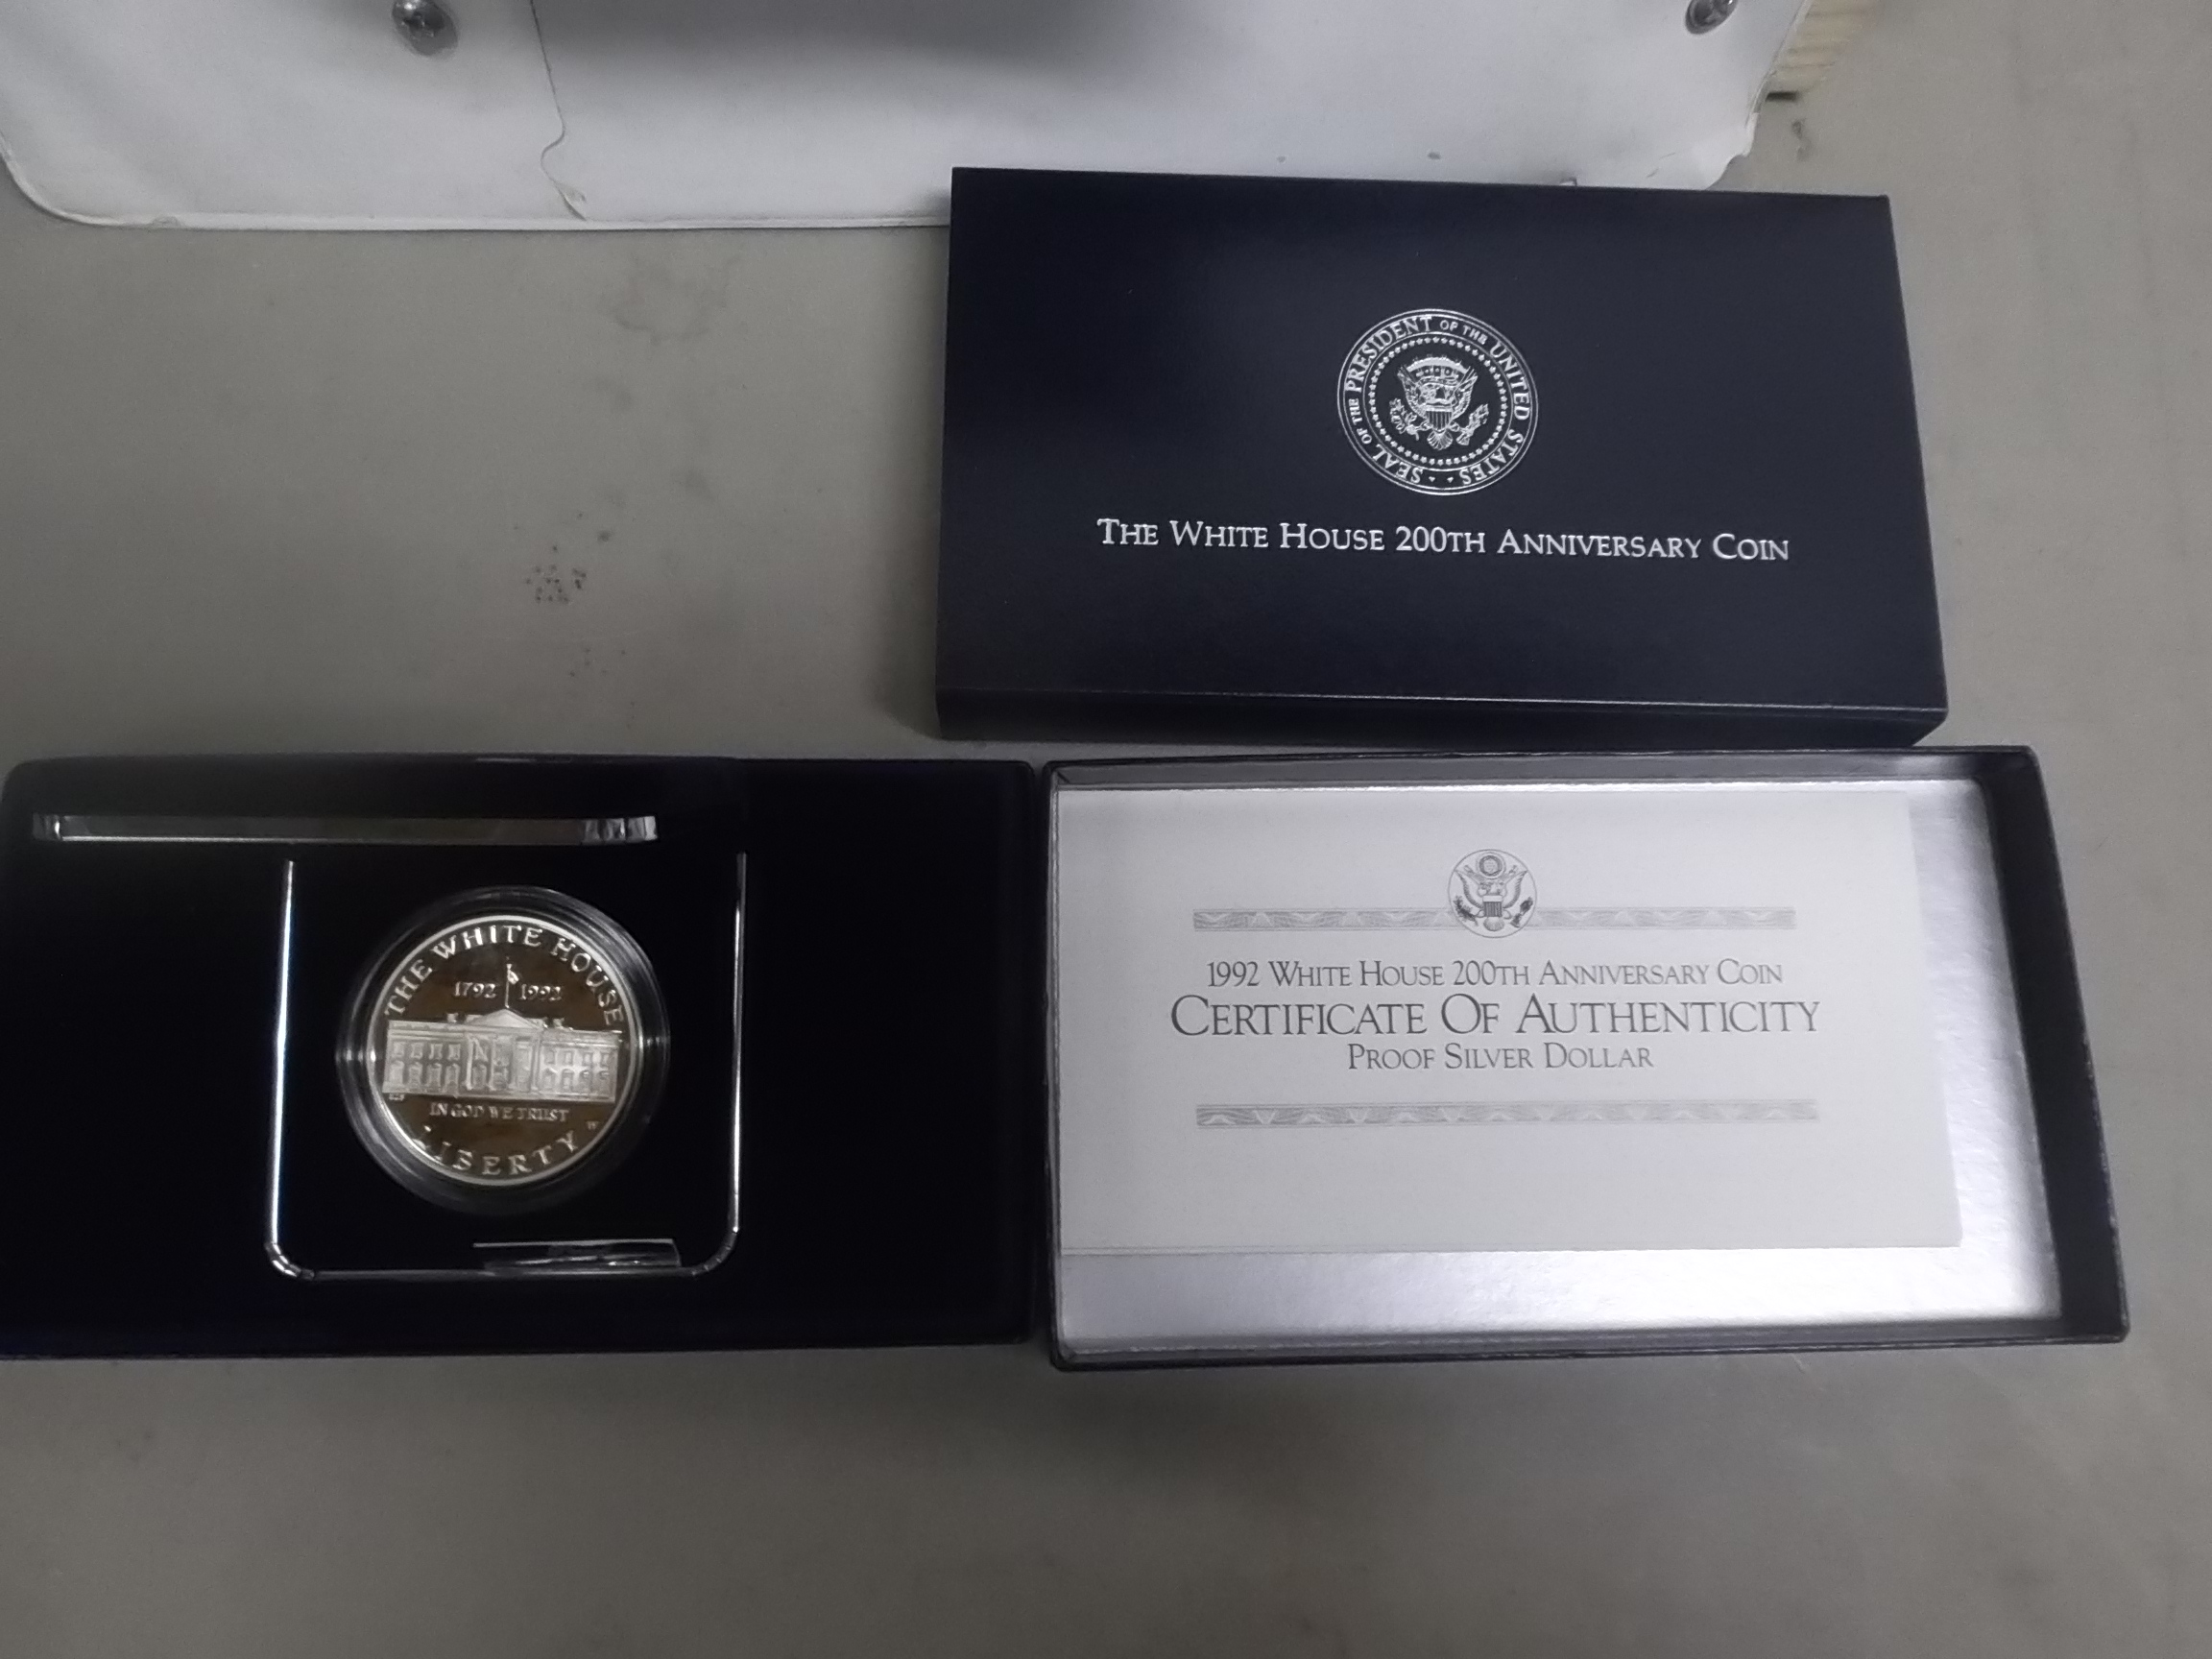 SEAL OF THE PRESIDENT OF THE UNITED STATES
THE WHITE HOUSE 200TH ANNIVERSARY COIN
THE WHITE HOUSE
1792 1992
IN GOD WE TRUST
LIBERTY
W
1992 WHITE HOUSE 200TH ANNIVERSARY COIN
CERTIFICATE OF AUTHENTICITY
PROOF SILVER DOLLAR